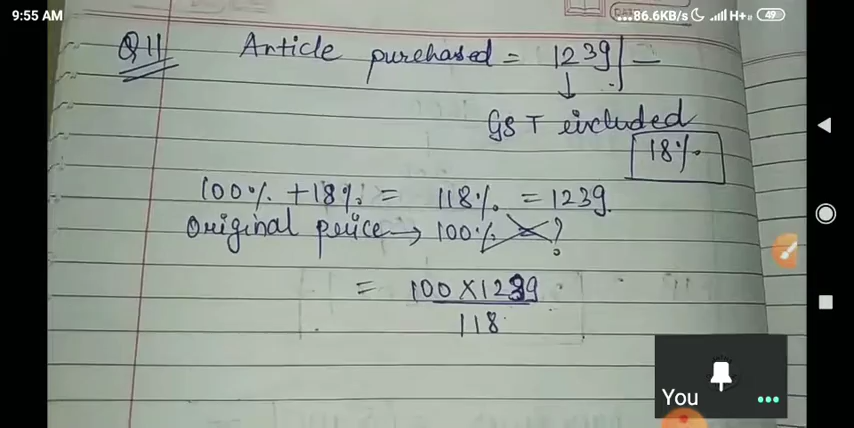 9:55 AM ...86.6KB/s H+ 49
Q11 Article purchased = 1239/-
GST included
18%
100% + 18% = 118% = 1239.
Original price → 100% ?
= 100 X 1239
118
You